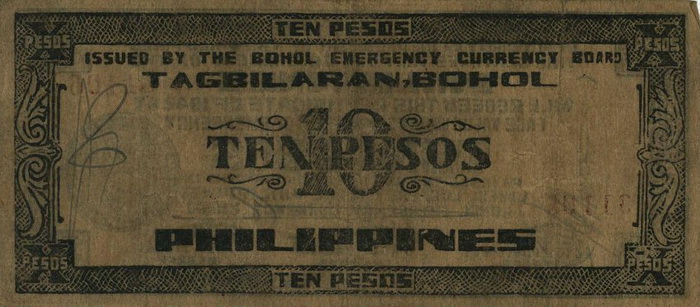 TEN PESOS
PESOS PESOS
ISSUED BY THE BOHOL EMERGENCY CURRENCY BOARD
TAGBILARAN, BOHOL
10
TEN PESOS
PHILIPPINES
PESOS PESOS
TEN PESOS